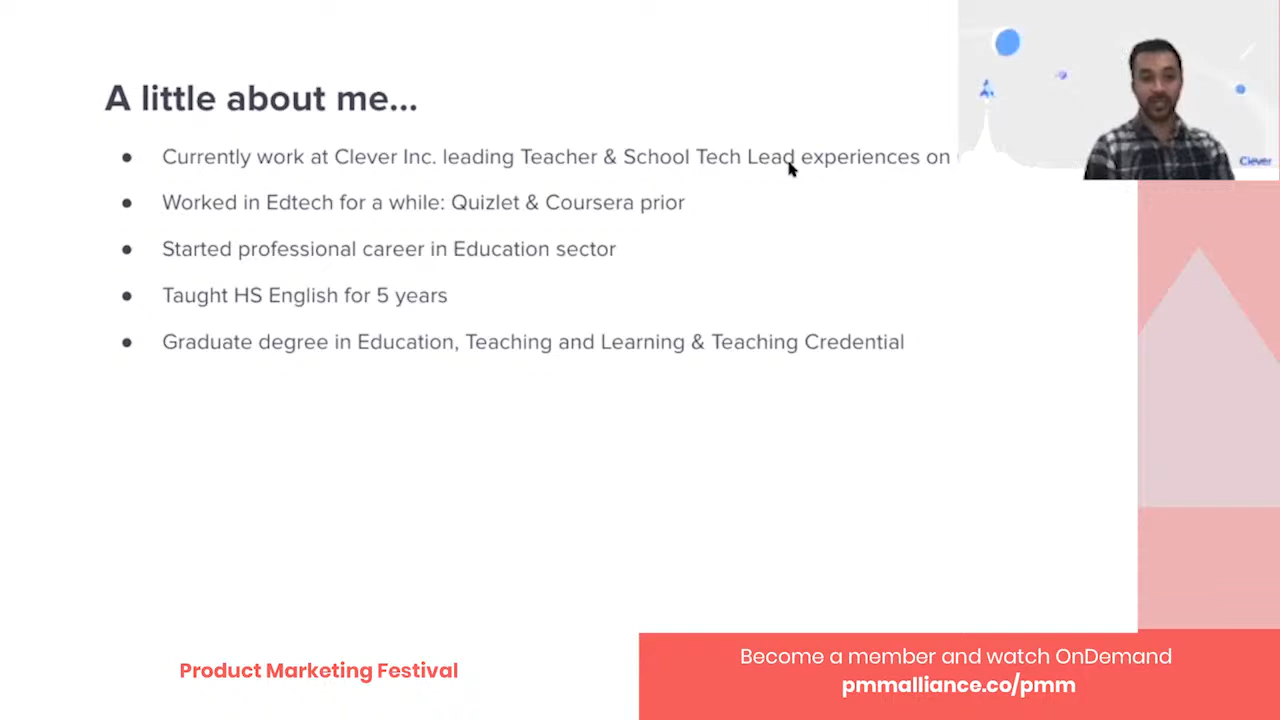 A little about me...
● Currently work at Clever Inc. leading Teacher & School Tech Lead experiences on
● Worked in Edtech for a while: Quizlet & Coursera prior
● Started professional career in Education sector
● Taught HS English for 5 years
● Graduate degree in Education, Teaching and Learning & Teaching Credential
Clever
Product Marketing Festival
Become a member and watch OnDemand
pmmalliance.co/pmm